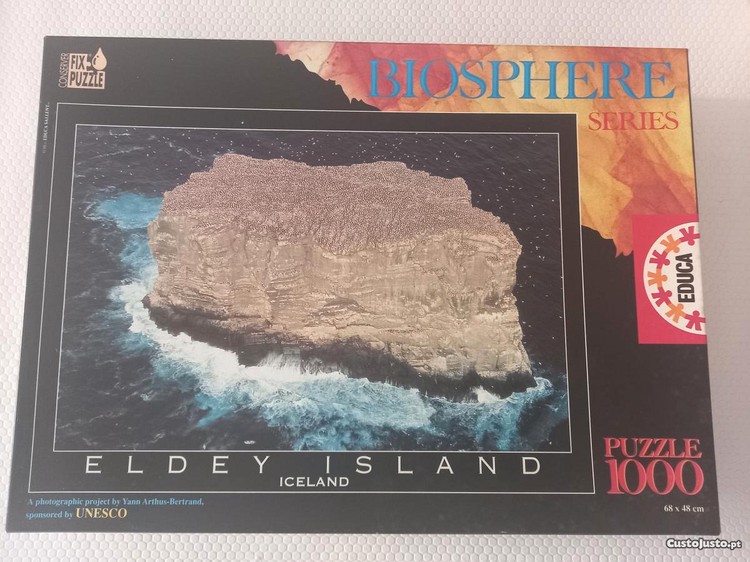 CONSERVER
FIX
PUZZLE
BIOSPHERE
SERIES
EDUCA
ELDEY ISLAND
ICELAND
PUZZLE
1000
68 x 48 cm
A photographic project by Yann Arthus-Bertrand,
sponsored by UNESCO
CustoJusto.pt